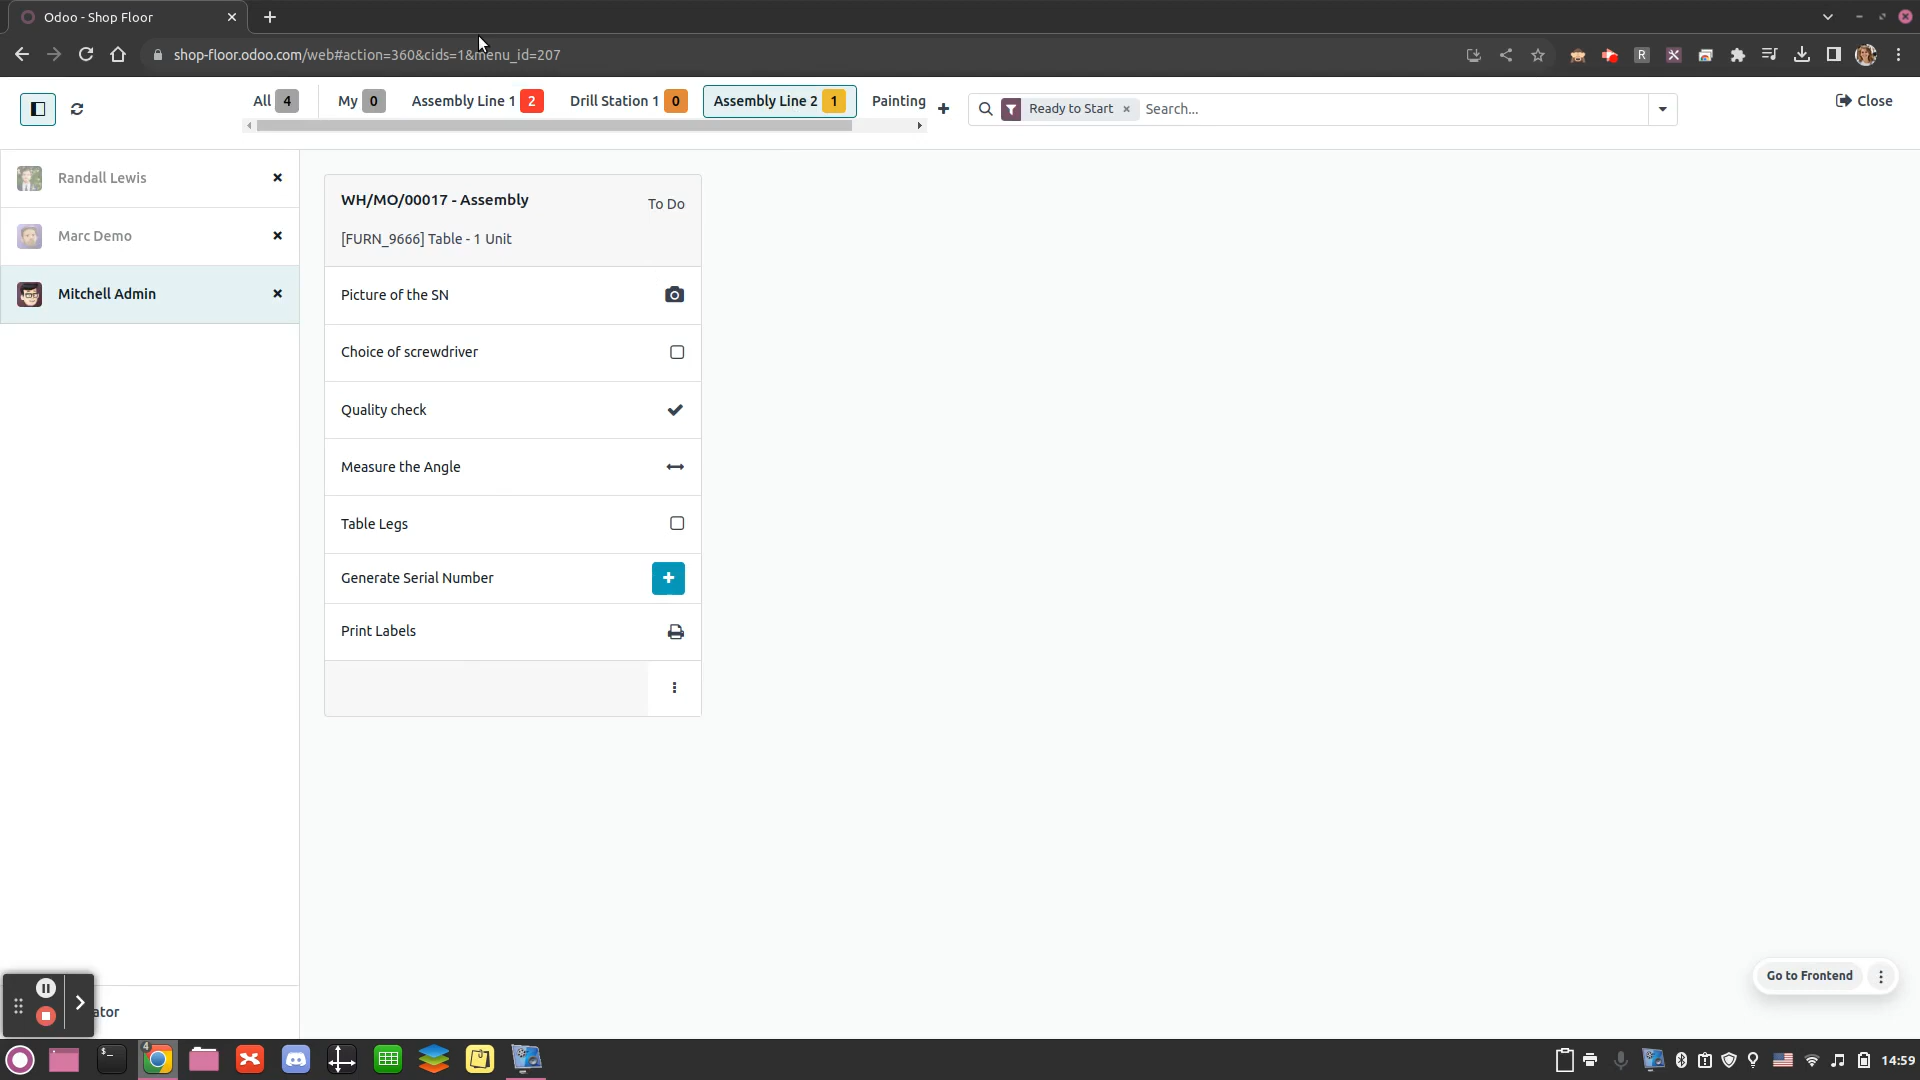 Odoo - Shop Floor
shop-floor.odoo.com/web#action=360&cids=1&menu_id=207
All 4
My 0
Assembly Line 1 2
Drill Station 1 0
Assembly Line 2 1
Painting
Ready to Start
Search...
Close
Randall Lewis
Marc Demo
Mitchell Admin
WH/MO/00017 - Assembly
To Do
[FURN_9666] Table - 1 Unit
Picture of the SN
Choice of screwdriver
Quality check
Measure the Angle
Table Legs
Generate Serial Number
Print Labels
Go to Frontend
ator
4
R
14:59